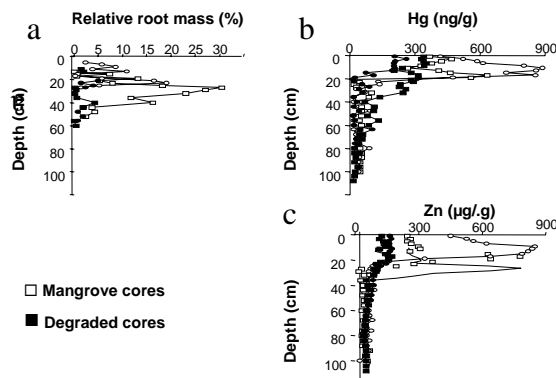 a
Relative root mass (%)
0 5 10 15 20 25 30 35
0
20
40
60
80
100
Depth (cm)
b
Hg (ng/g)
0 300 600 900
0
20
40
60
80
100
Depth (cm)
c
Zn (µg/.g)
0 300 600 900
0
20
40
60
80
100
Depth (cm)
Mangrove cores
Degraded cores